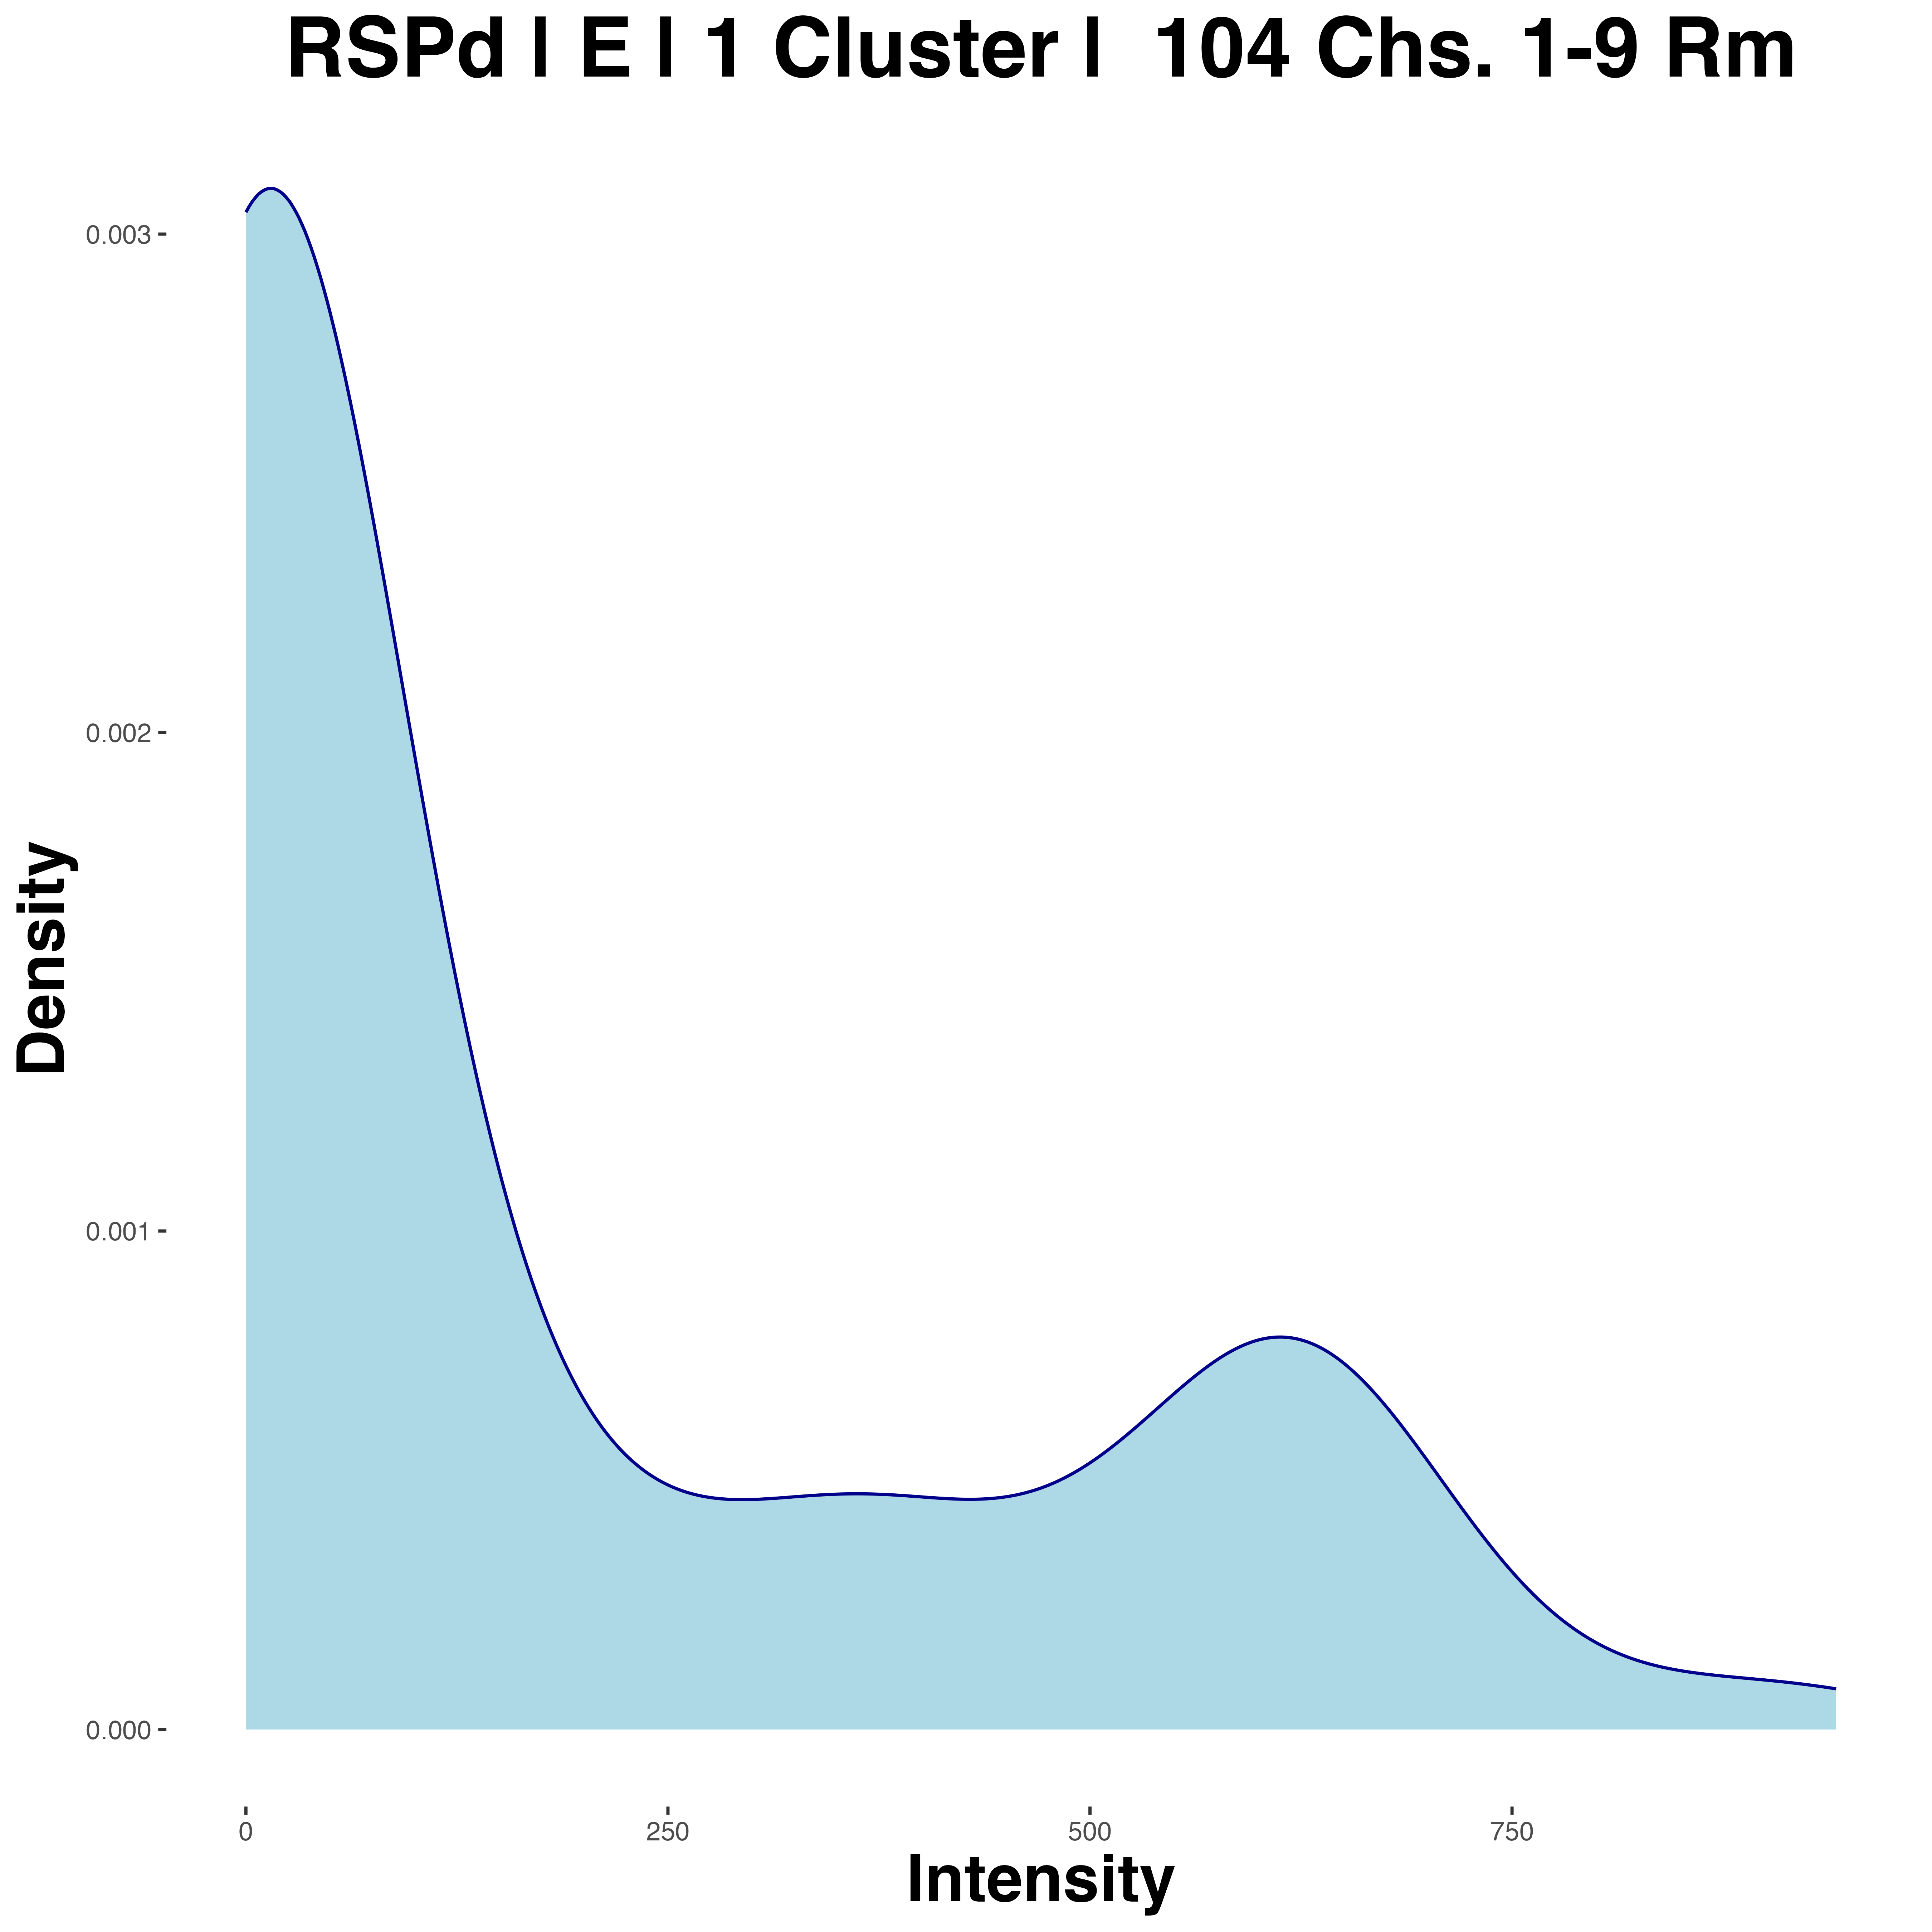 RSPd | E | 1 Cluster |  104 Chs. 1-9 Rm
0.003
0.002
0.001
0.000
Density
0 250 500 750
Intensity